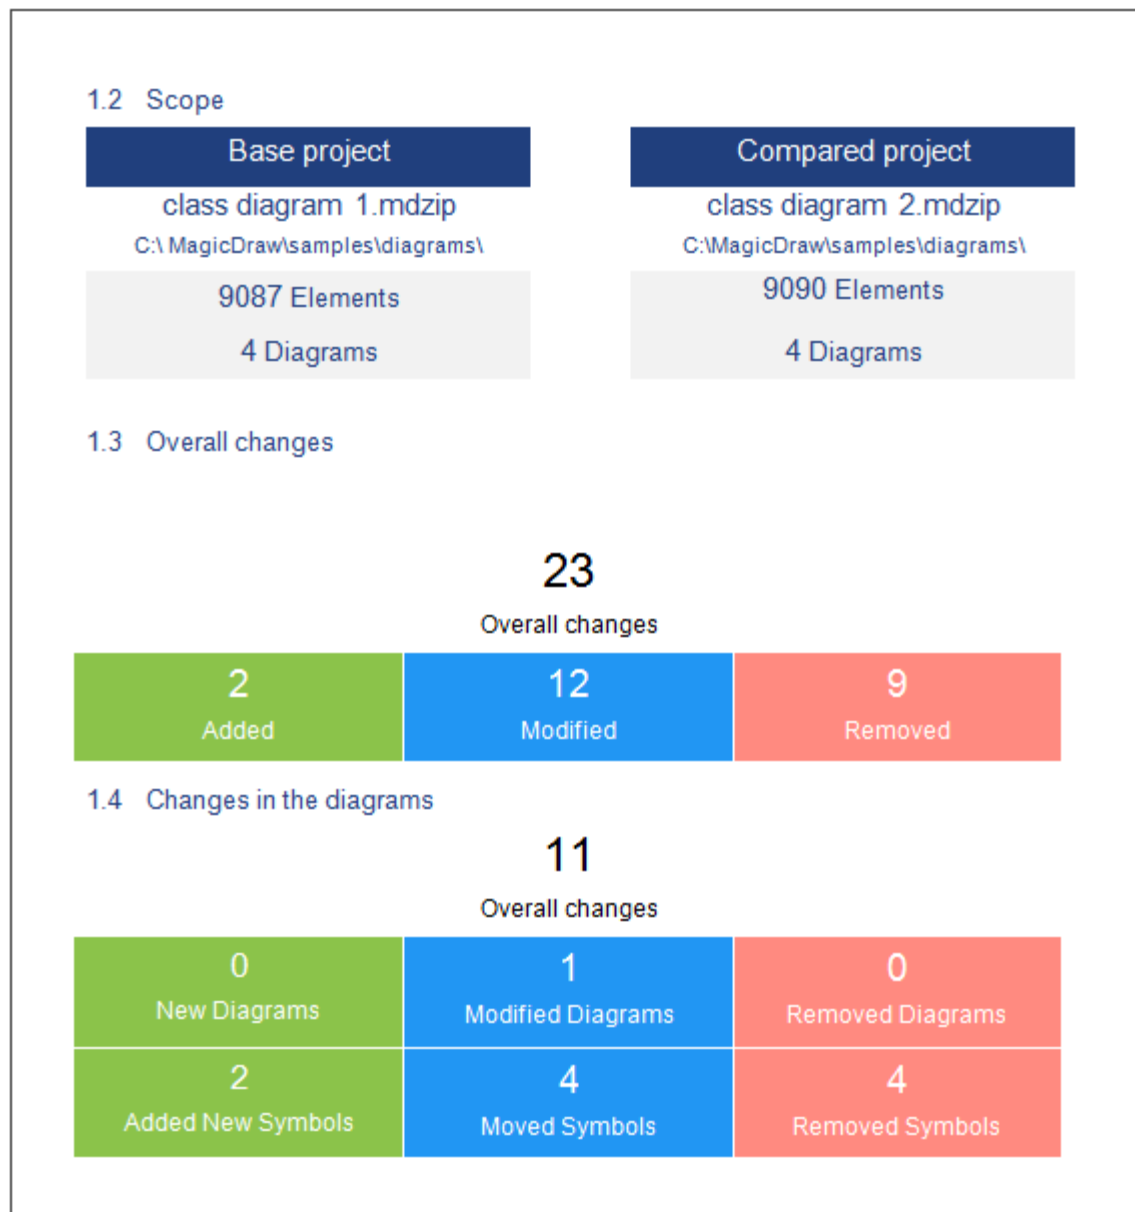 1.2 Scope
Base project
Compared project
class diagram 1.mdzip
class diagram 2.mdzip
C:\ MagicDraw\samples\diagrams\
C:\MagicDraw\samples\diagrams\
9087 Elements
9090 Elements
4 Diagrams
4 Diagrams
1.3 Overall changes
23
Overall changes
2
12
9
Added
Modified
Removed
1.4 Changes in the diagrams
11
Overall changes
0
1
0
New Diagrams
Modified Diagrams
Removed Diagrams
2
4
4
Added New Symbols
Moved Symbols
Removed Symbols